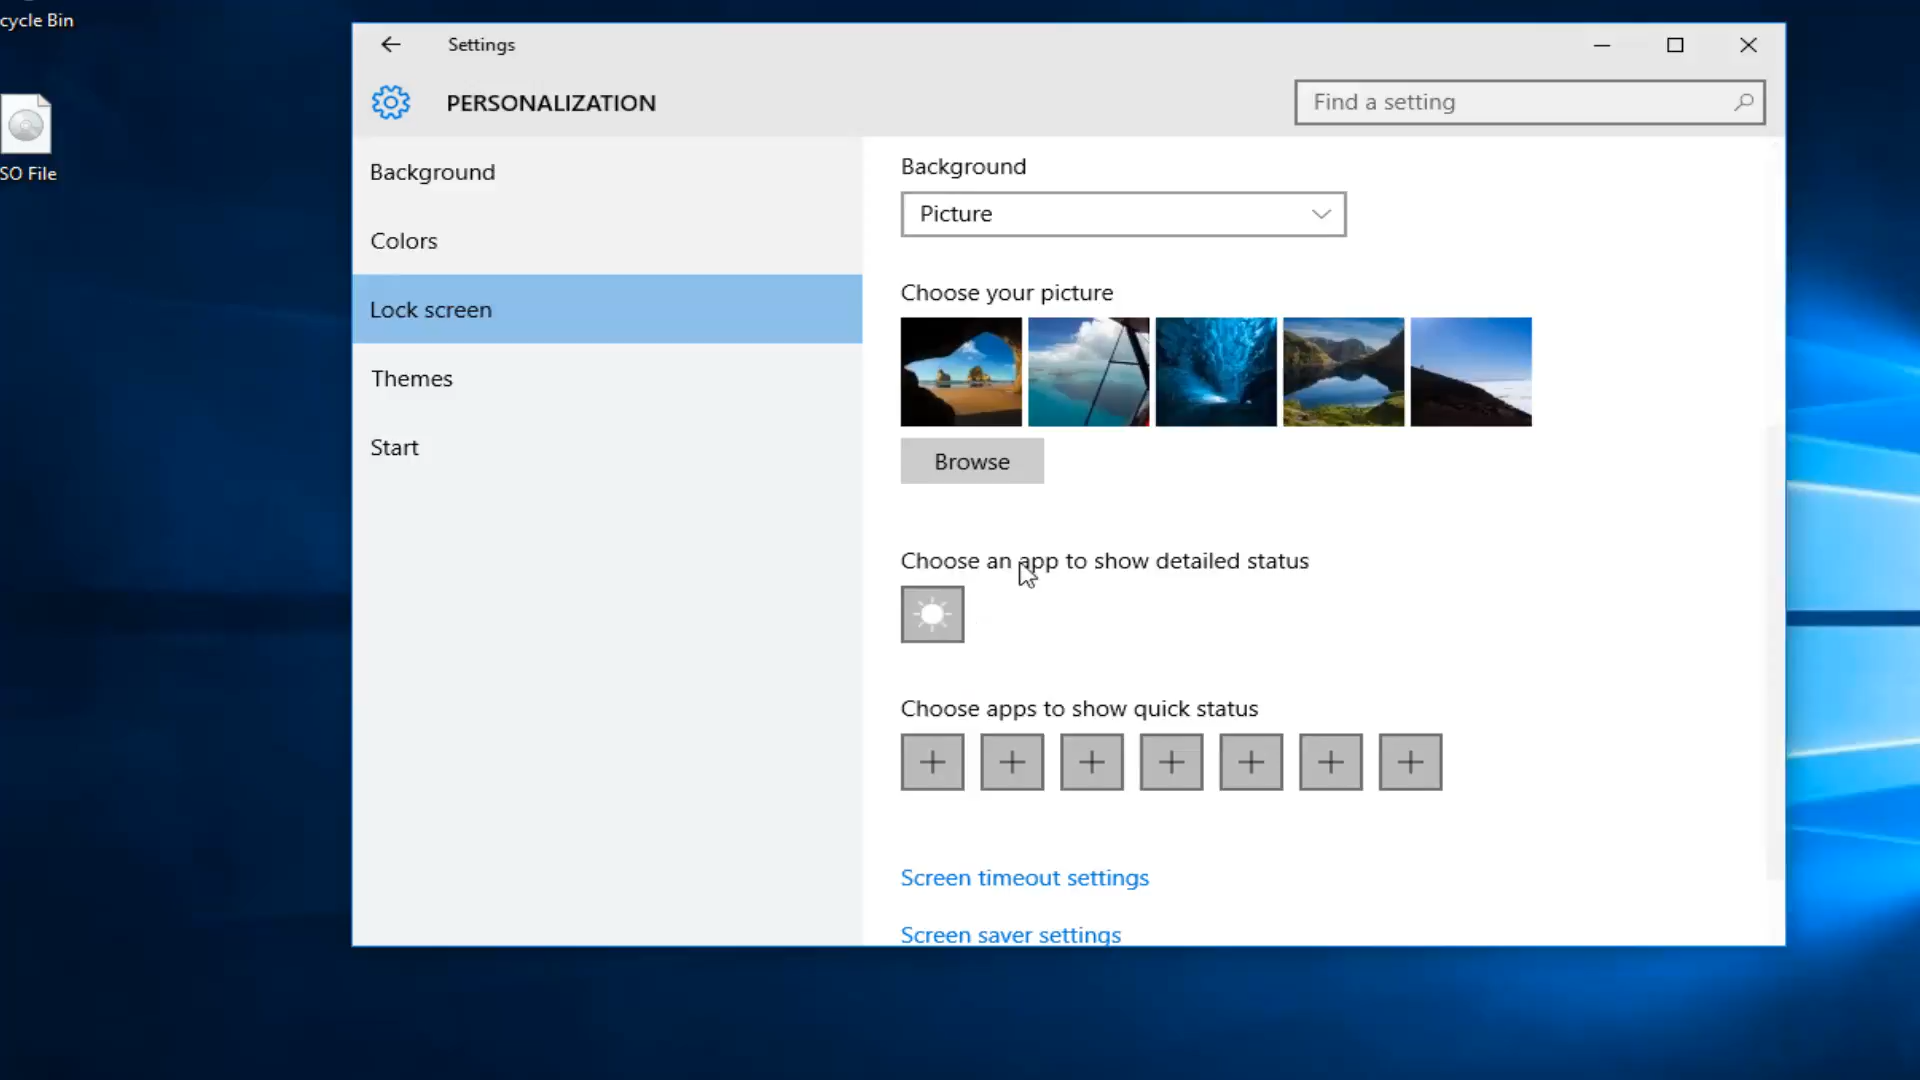 cycle Bin
SO File
Settings
PERSONALIZATION
Find a setting
Background
Colors
Lock screen
Themes
Start
Background
Picture
Choose your picture
Browse
Choose an app to show detailed status
Choose apps to show quick status
Screen timeout settings
Screen saver settings